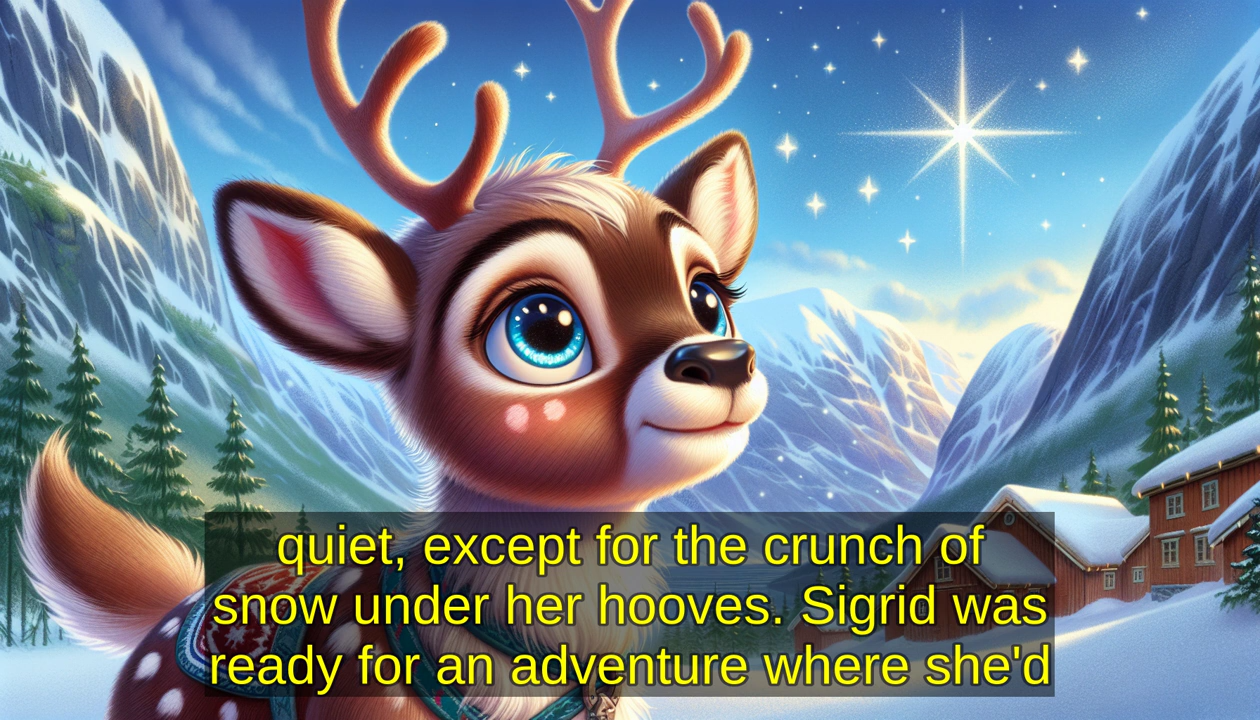 quiet, except for the crunch of
snow under her hooves. Sigrid was
ready for an adventure where she'd